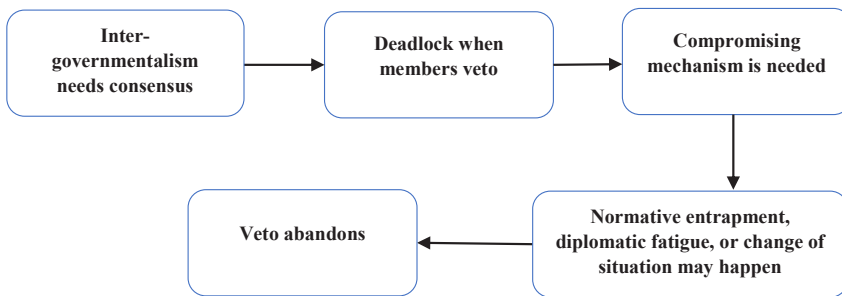 Inter-
governmentalism
needs consensus
Deadlock when
members veto
Compromising
mechanism is needed
Normative entrapment,
diplomatic fatigue, or change of
situation may happen
Veto abandons